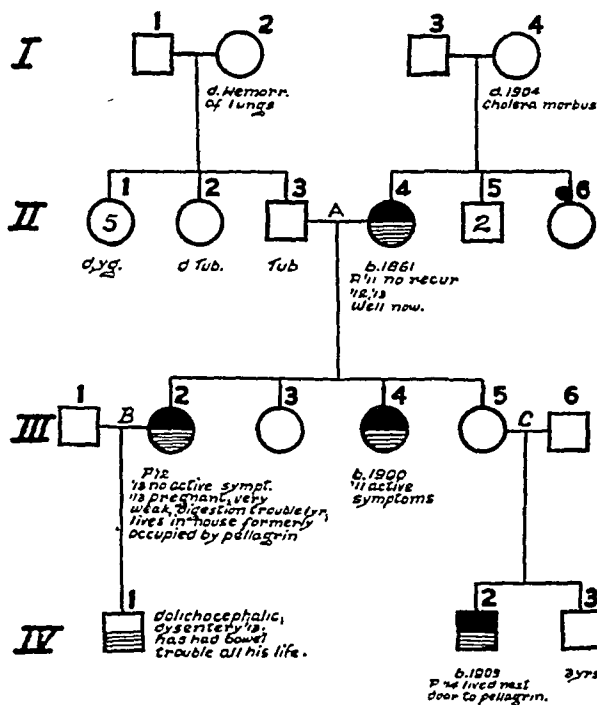 I
1
2
3
4
d. Hemorr.
of lungs
d. 1904
Cholera morbus
II
1
2
3
4
5
6
5
A
2
d. yg.
d Tub.
Tub
b. 1861
P '11 no recur
'12, '13
Well now.
III
1
B
2
3
4
5
C
6
P '12
'13 no active sympt.
'13 pregnant, very
weak, digestion trouble 1 yr,
lives in house formerly
occupied by pellagrin
b. 1900
'11 active
symptoms
IV
1
dolichocephalic,
dysentery '13.
has had bowel
trouble all his life.
2
3
b. 1909
lived next
door to pellagrin.
3 yrs